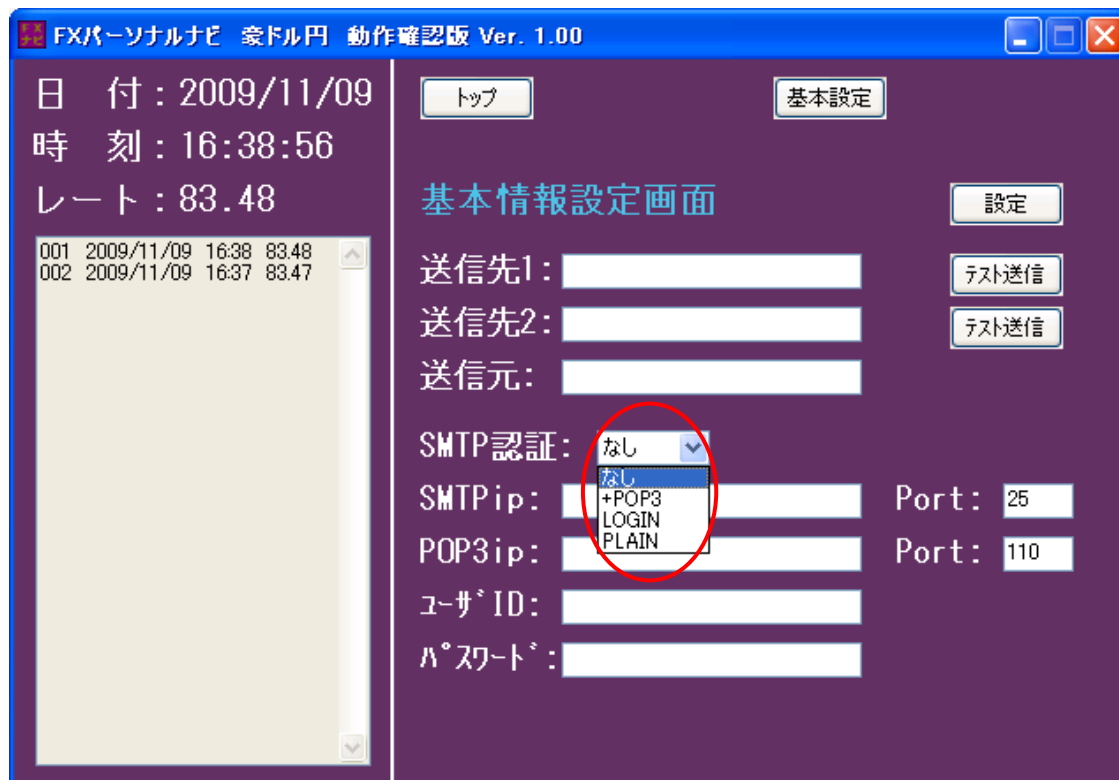 FXパーソナルナビ 豪ドル円 動作確認版 Ver. 1.00
日 付：2009/11/09
時 刻：16:38:56
レート：83.48
001 2009/11/09 16:38 83.48
002 2009/11/09 16:37 83.47
トップ
基本設定
基本情報設定画面
設定
送信先1:
テスト送信
送信先2:
テスト送信
送信元:
SMTP認証: なし
なし
+POP3
LOGIN
PLAIN
SMTPip:
Port: 25
POP3ip:
Port: 110
ﾕｰｻﾞID:
ﾊﾟｽﾜｰﾄﾞ: